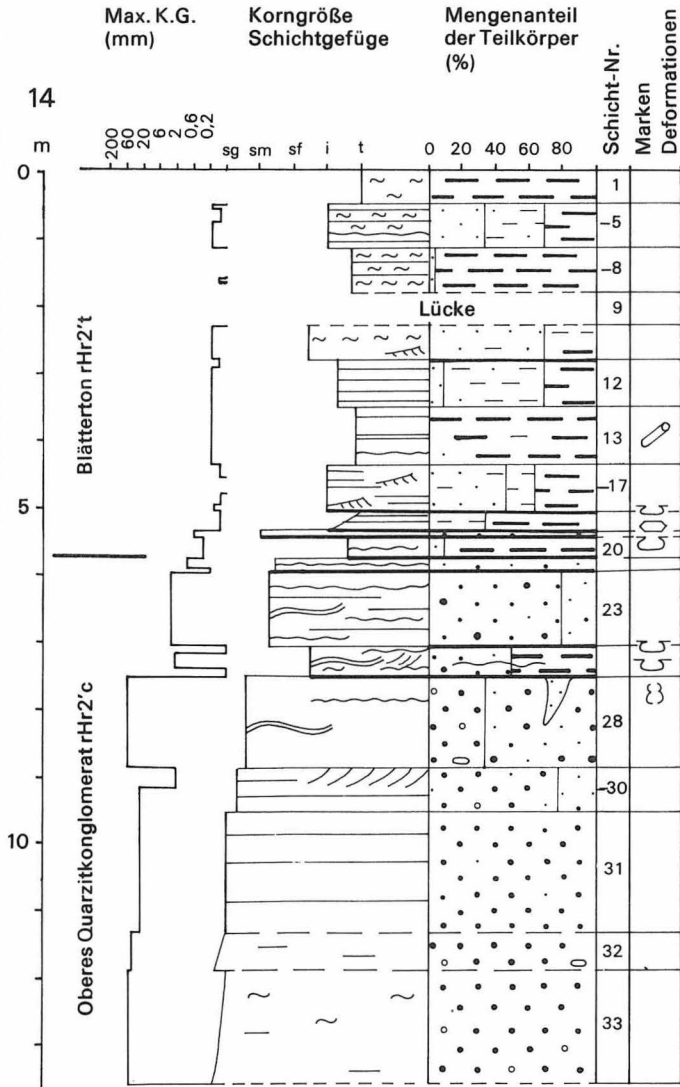 Max. K.G.
(mm)
Korngröße
Schichtgefüge
Mengenanteil
der Teilkörper
(%)
Schicht-Nr.
Marken
Deformationen
14
m
200
60
20
6
2
0,6
0,2
sg sm sf i t
0 20 40 60 80
0
1
–5
–8
Lücke
9
12
13
–17
5
20
23
28
–30
10
31
32
33
Blätterton rHr2't
Oberes Quarzitkonglomerat rHr2'c